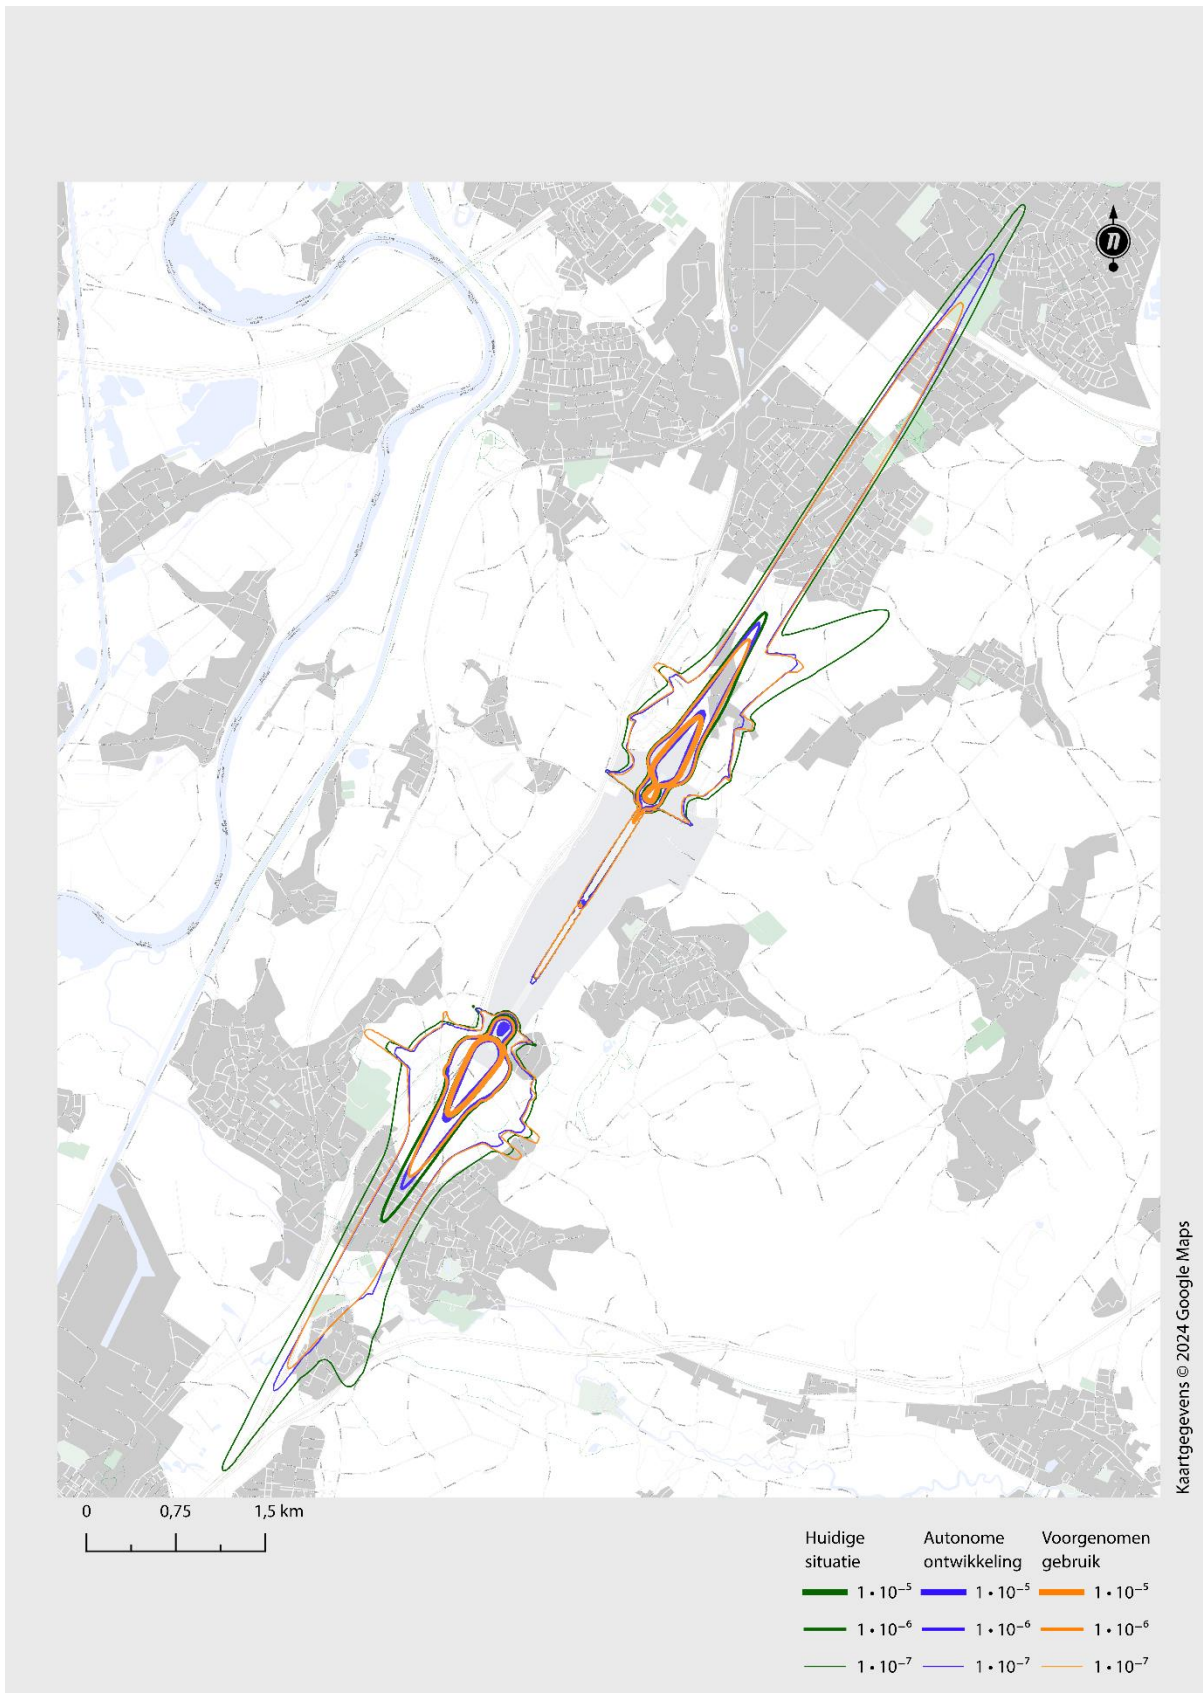 n
Kaartgegevens © 2024 Google Maps
0 0,75 1,5 km
Huidige situatie
Autonome ontwikkeling
Voorgenomen gebruik
1 • 10⁻⁵ 1 • 10⁻⁵ 1 • 10⁻⁵
1 • 10⁻⁶ 1 • 10⁻⁶ 1 • 10⁻⁶
1 • 10⁻⁷ 1 • 10⁻⁷ 1 • 10⁻⁷